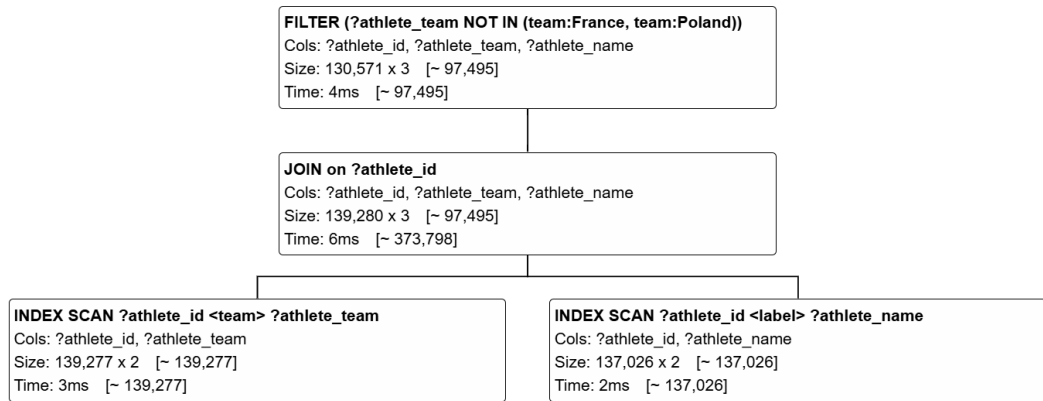 FILTER (?athlete_team NOT IN (team:France, team:Poland))
Cols: ?athlete_id, ?athlete_team, ?athlete_name
Size: 130,571 x 3 [~ 97,495]
Time: 4ms [~ 97,495]
JOIN on ?athlete_id
Cols: ?athlete_id, ?athlete_team, ?athlete_name
Size: 139,280 x 3 [~ 97,495]
Time: 6ms [~ 373,798]
INDEX SCAN ?athlete_id <team> ?athlete_team
Cols: ?athlete_id, ?athlete_team
Size: 139,277 x 2 [~ 139,277]
Time: 3ms [~ 139,277]
INDEX SCAN ?athlete_id <label> ?athlete_name
Cols: ?athlete_id, ?athlete_name
Size: 137,026 x 2 [~ 137,026]
Time: 2ms [~ 137,026]